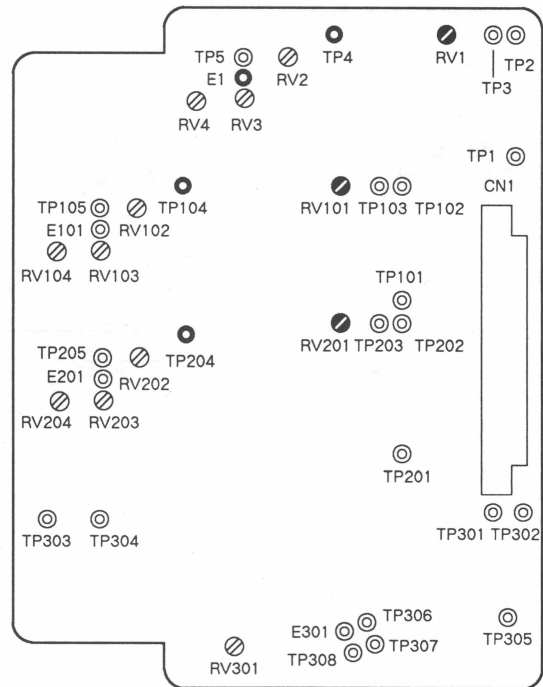 TP5
TP4
RV1
TP2
E1
RV2
TP3
RV4
RV3
TP1
CN1
TP105
TP104
RV101
TP103
TP102
E101
RV102
RV104
RV103
TP101
TP205
TP204
RV201
TP203
TP202
E201
RV202
RV204
RV203
TP201
TP303
TP304
TP301
TP302
TP306
E301
TP305
TP307
RV301
TP308